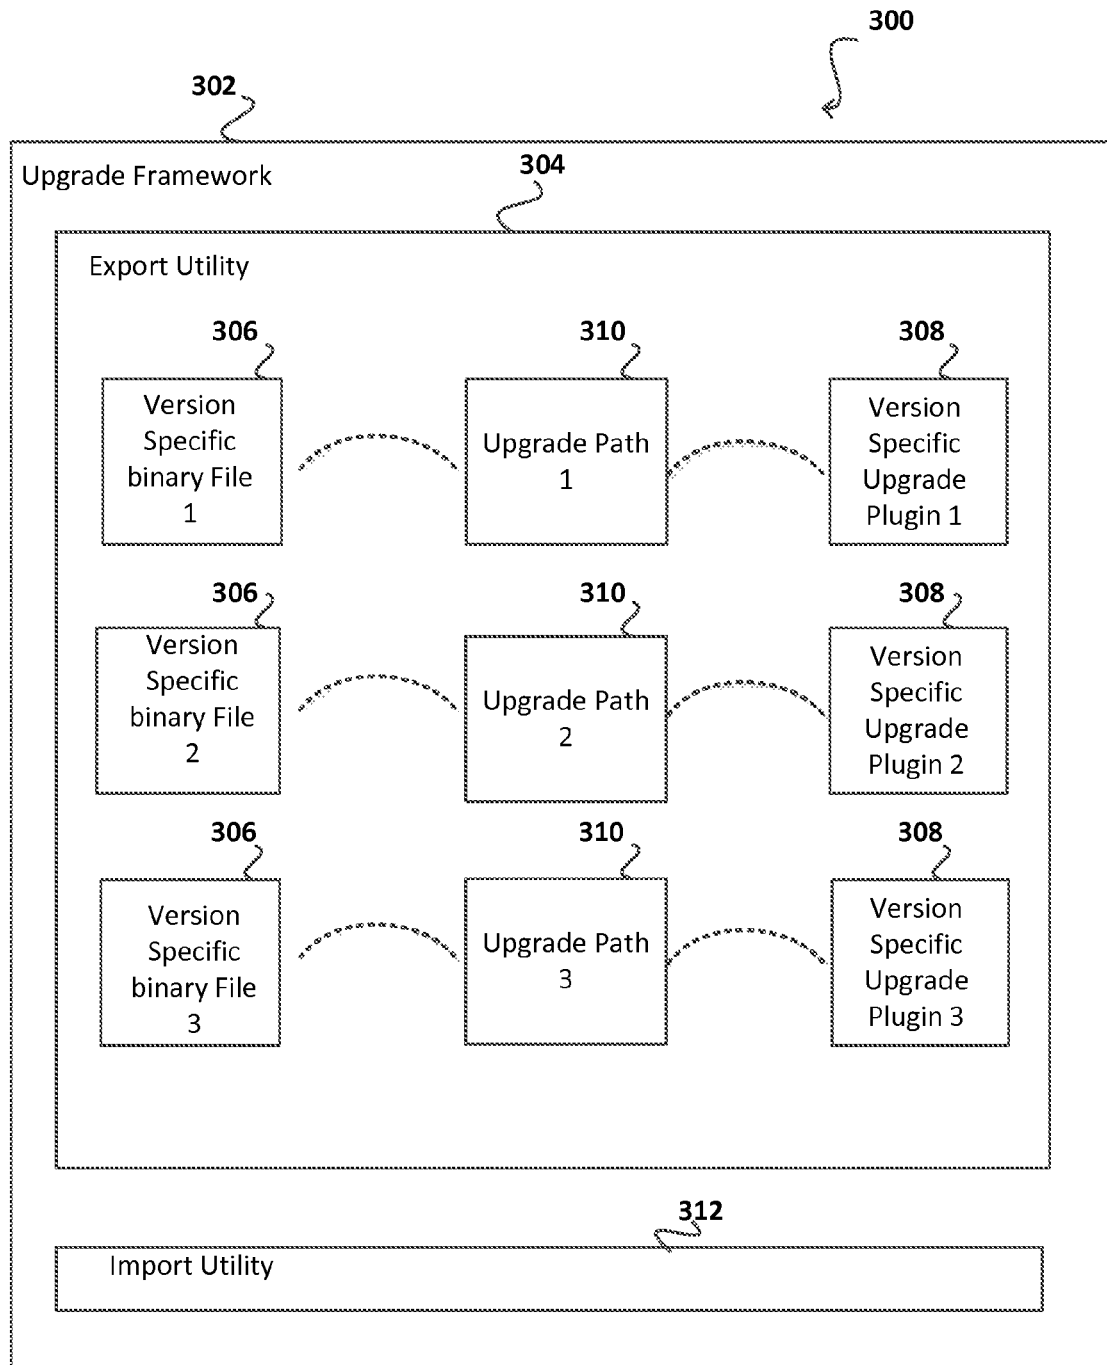 300
302
304
Upgrade Framework
Export Utility
306
310
308
Version
Specific
binary File
1
Upgrade Path
1
Version
Specific
Upgrade
Plugin 1
306
310
308
Version
Specific
binary File
2
Upgrade Path
2
Version
Specific
Upgrade
Plugin 2
306
310
308
Version
Specific
binary File
3
Upgrade Path
3
Version
Specific
Upgrade
Plugin 3
312
Import Utility